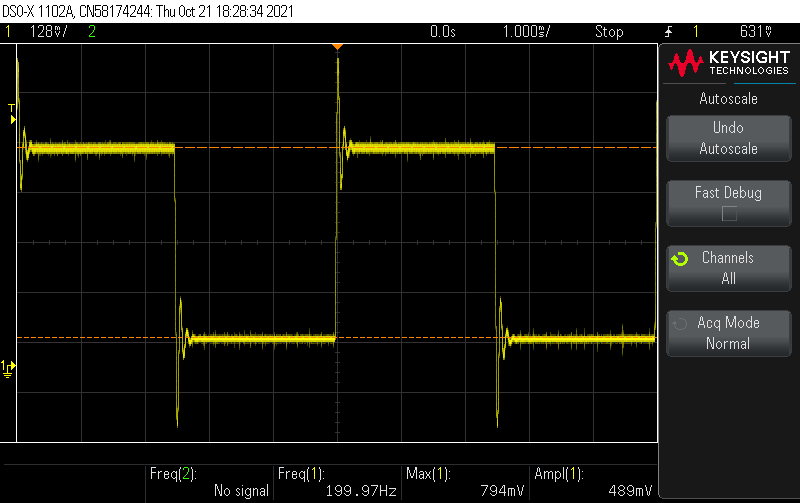 DSO-X 1102A, CN58174244: Thu Oct 21 18:28:34 2021
1 128mV/ 2 0.0s 1.000ms/ Stop 1 631mV
KEYSIGHT
TECHNOLOGIES
Autoscale
Undo
Autoscale
Fast Debug
Channels
All
Acq Mode
Normal
T
1
Freq(2): Freq(1): Max(1): Ampl(1):
No signal 199.97Hz 794mV 489mV